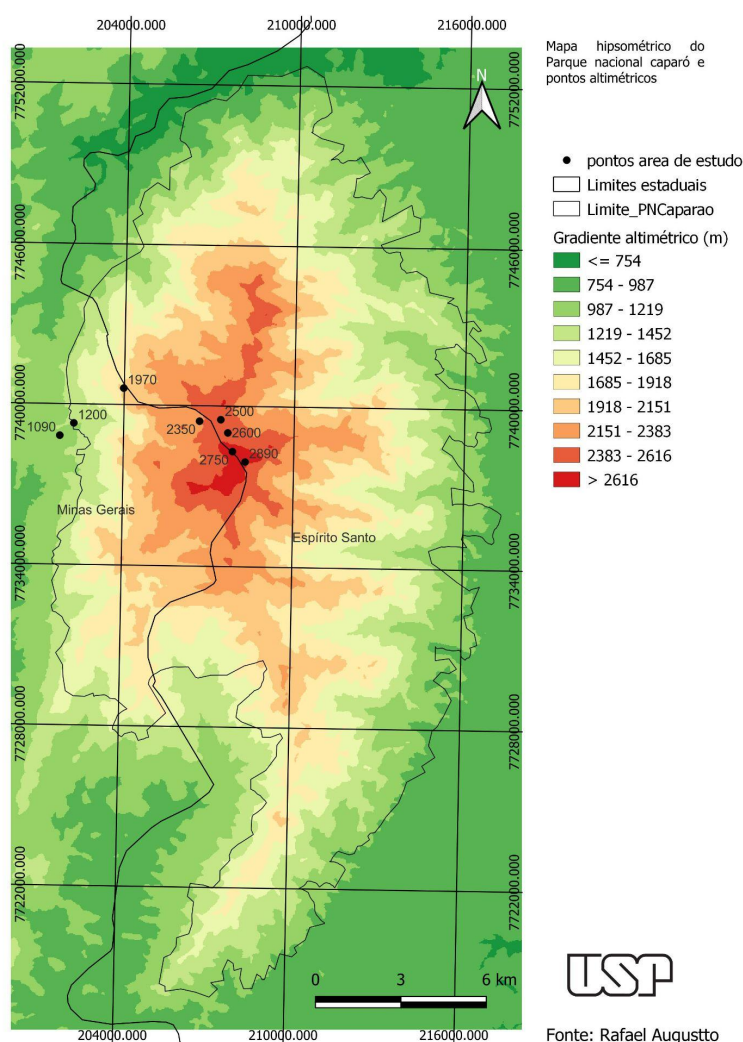 204000.000
210000.000
216000.000
7752000.000
7752000.000
Mapa hipsométrico do
Parque nacional caparó e
pontos altimétricos
N
pontos area de estudo
Limites estaduais
Limite_PNCaparao
Gradiente altimétrico (m)
<= 754
754 - 987
987 - 1219
1219 - 1452
1452 - 1685
1685 - 1918
1918 - 2151
2151 - 2383
2383 - 2616
> 2616
7746000.000
7746000.000
1970
7740000.000
7740000.000
1090
1200
2350
2500
2600
2750
2890
Minas Gerais
Espírito Santo
7734000.000
7734000.000
7728000.000
7728000.000
7722000.000
7722000.000
0 3 6 km
204000.000
210000.000
216000.000
USP
Fonte: Rafael Augustto